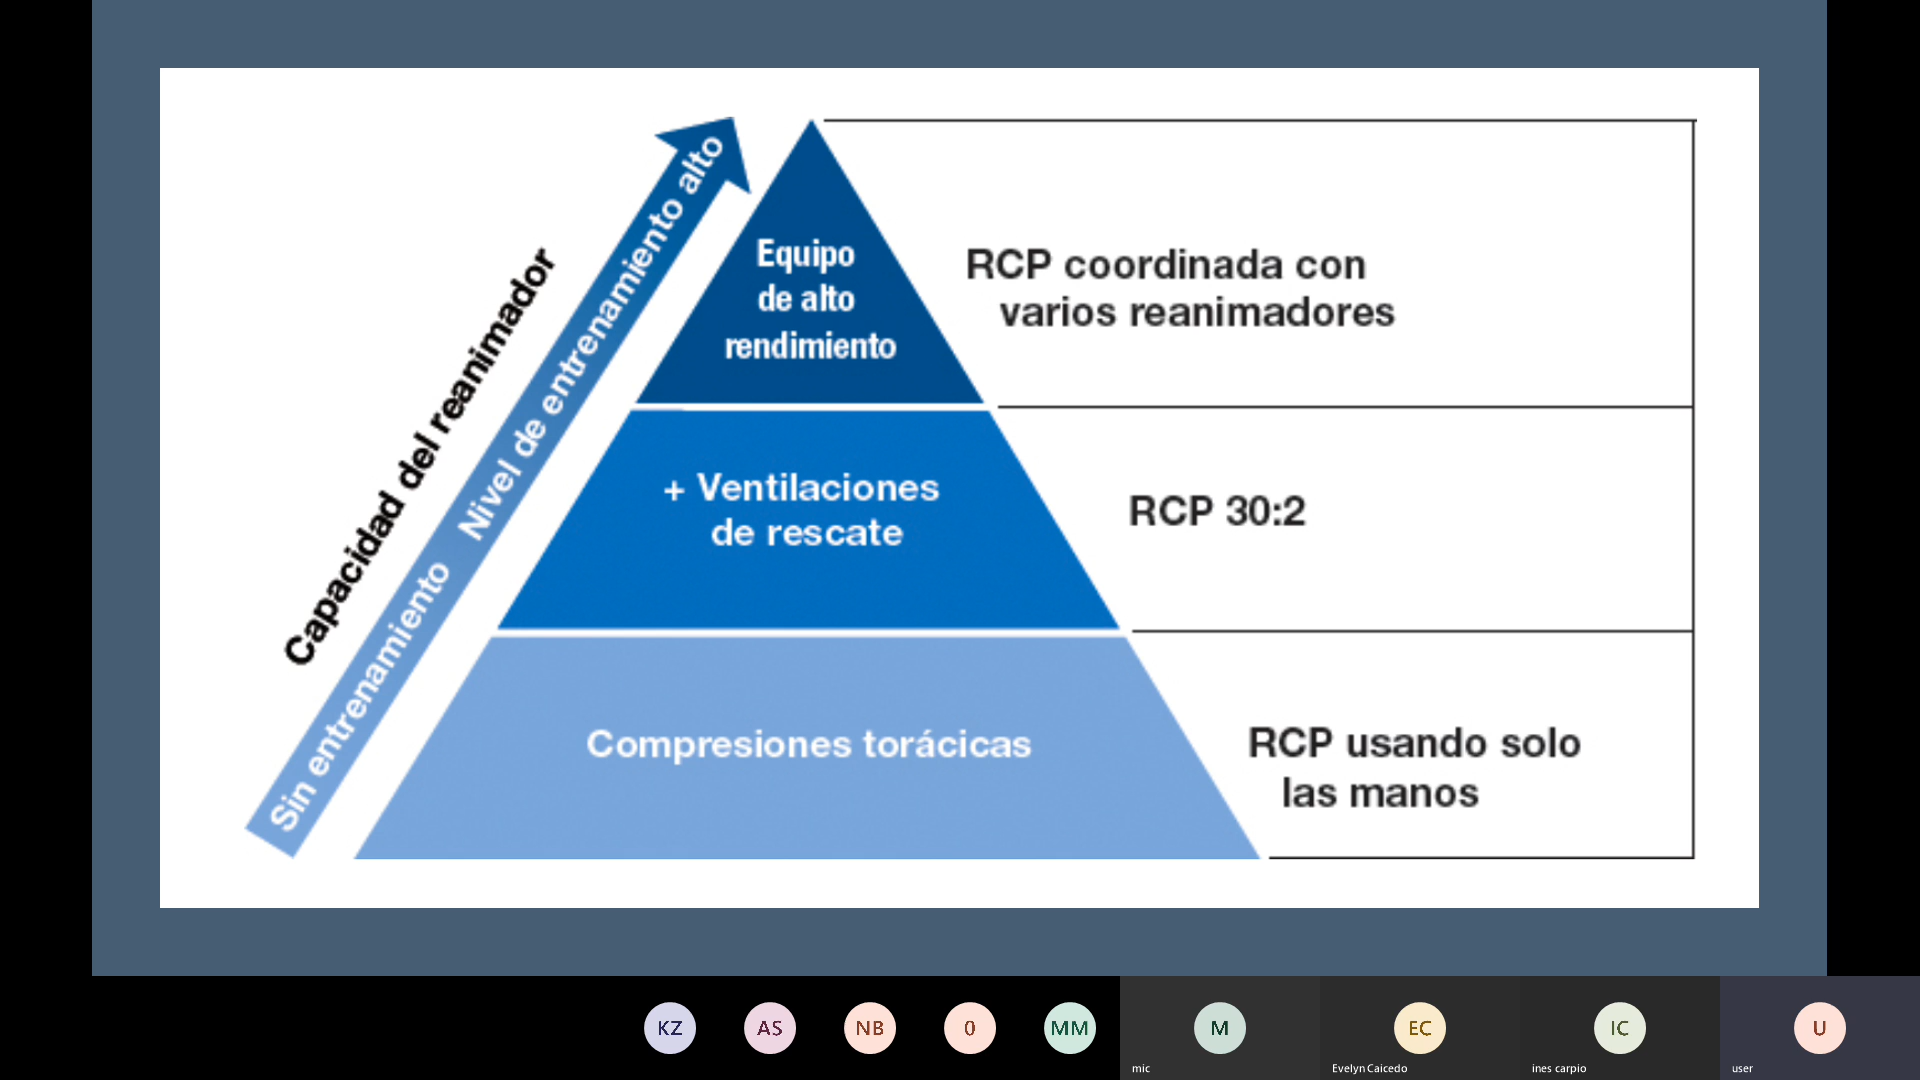 Capacidad del reanimador
Sin entrenamiento Nivel de entrenamiento alto
Equipo
de alto
rendimiento
RCP coordinada con
varios reanimadores
+ Ventilaciones
de rescate
RCP 30:2
Compresiones torácicas
RCP usando solo
las manos
KZ
AS
NB
0
MM
M
EC
IC
U
mic
Evelyn Caicedo
ines carpio
user